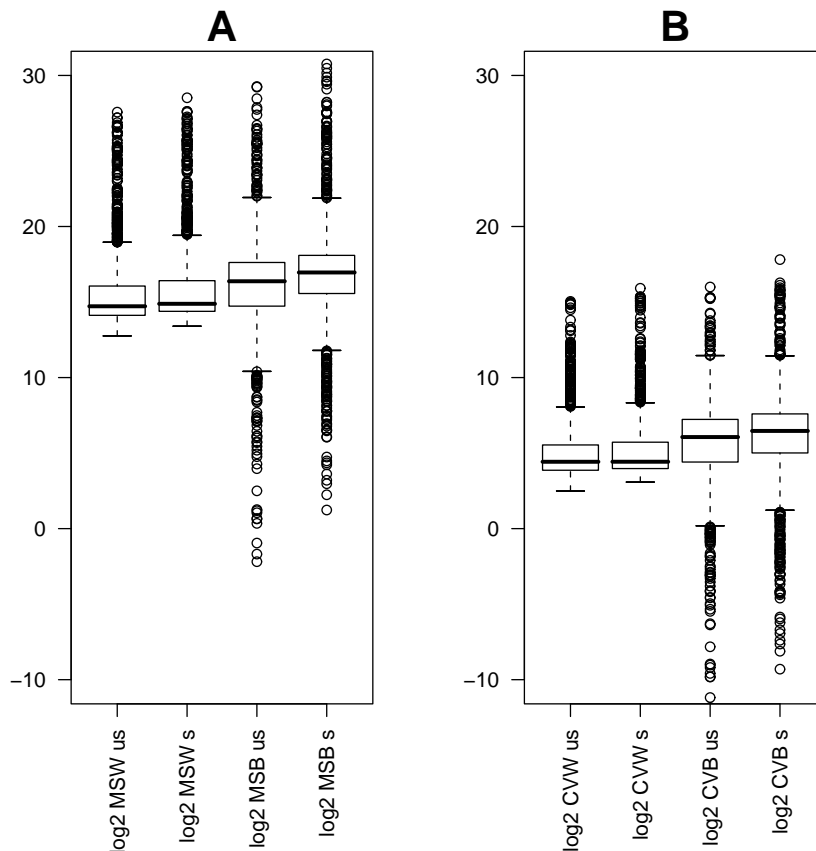 A
B
30
20
10
0
−10
log2 MSW us
log2 MSW s
log2 MSB us
log2 MSB s
30
20
10
0
−10
log2 CVW us
log2 CVW s
log2 CVB us
log2 CVB s